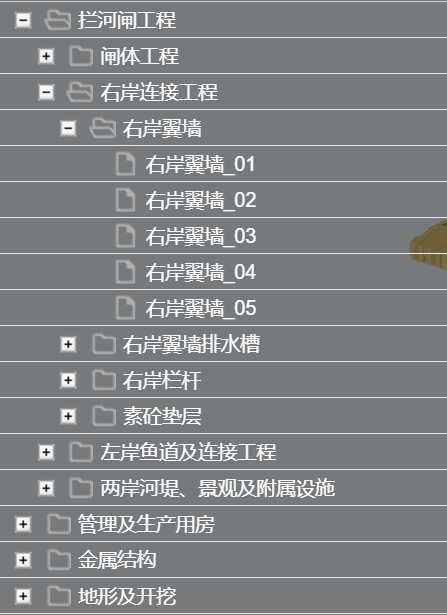 拦河闸工程
闸体工程
右岸连接工程
右岸翼墙
右岸翼墙_01
右岸翼墙_02
右岸翼墙_03
右岸翼墙_04
右岸翼墙_05
右岸翼墙排水槽
右岸栏杆
素砼垫层
左岸鱼道及连接工程
两岸河堤、景观及附属设施
管理及生产用房
金属结构
地形及开挖